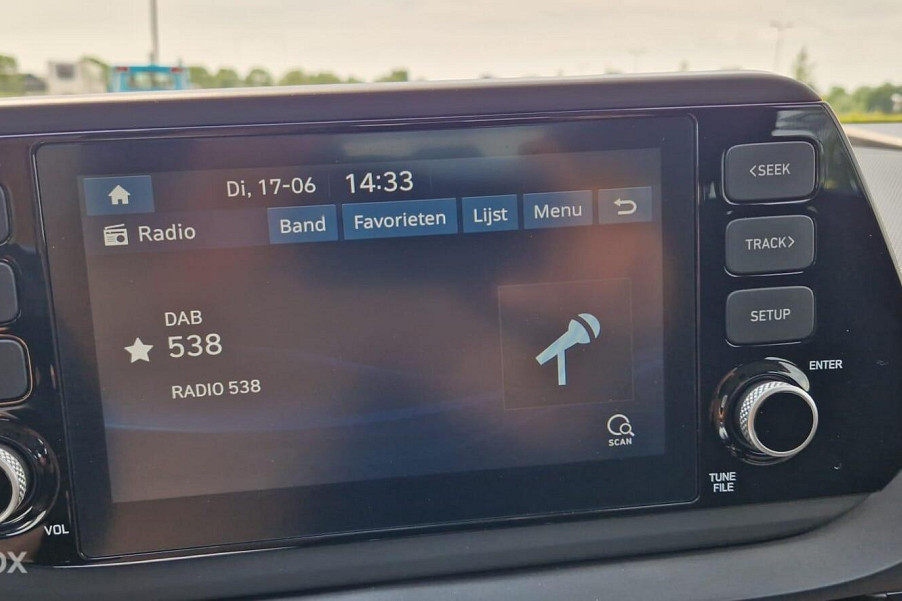 Di, 17-06 14:33
Radio Band Favorieten Lijst Menu
DAB
538
RADIO 538
SCAN
<SEEK
TRACK>
SETUP
ENTER
TUNE
FILE
VOL
OX